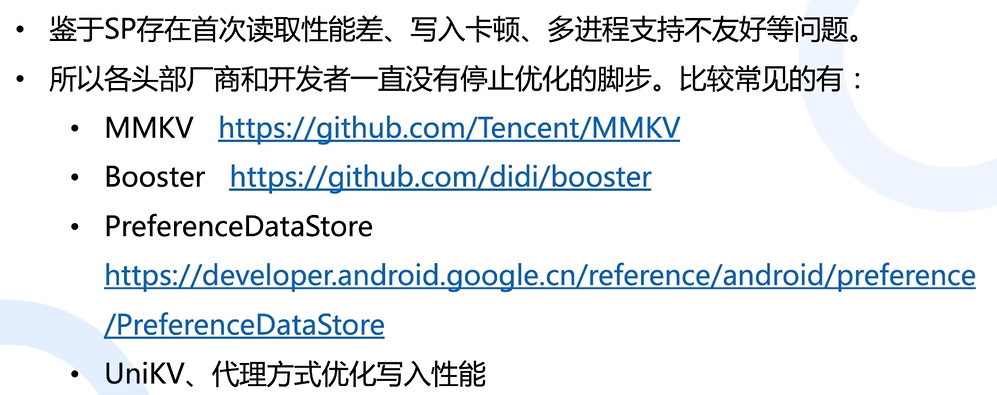 • 鉴于SP存在首次读取性能差、写入卡顿、多进程支持不友好等问题。
• 所以各头部厂商和开发者一直没有停止优化的脚步。比较常见的有：
• MMKV https://github.com/Tencent/MMKV
• Booster https://github.com/didi/booster
• PreferenceDataStore
https://developer.android.google.cn/reference/android/preference
/PreferenceDataStore
• UniKV、代理方式优化写入性能